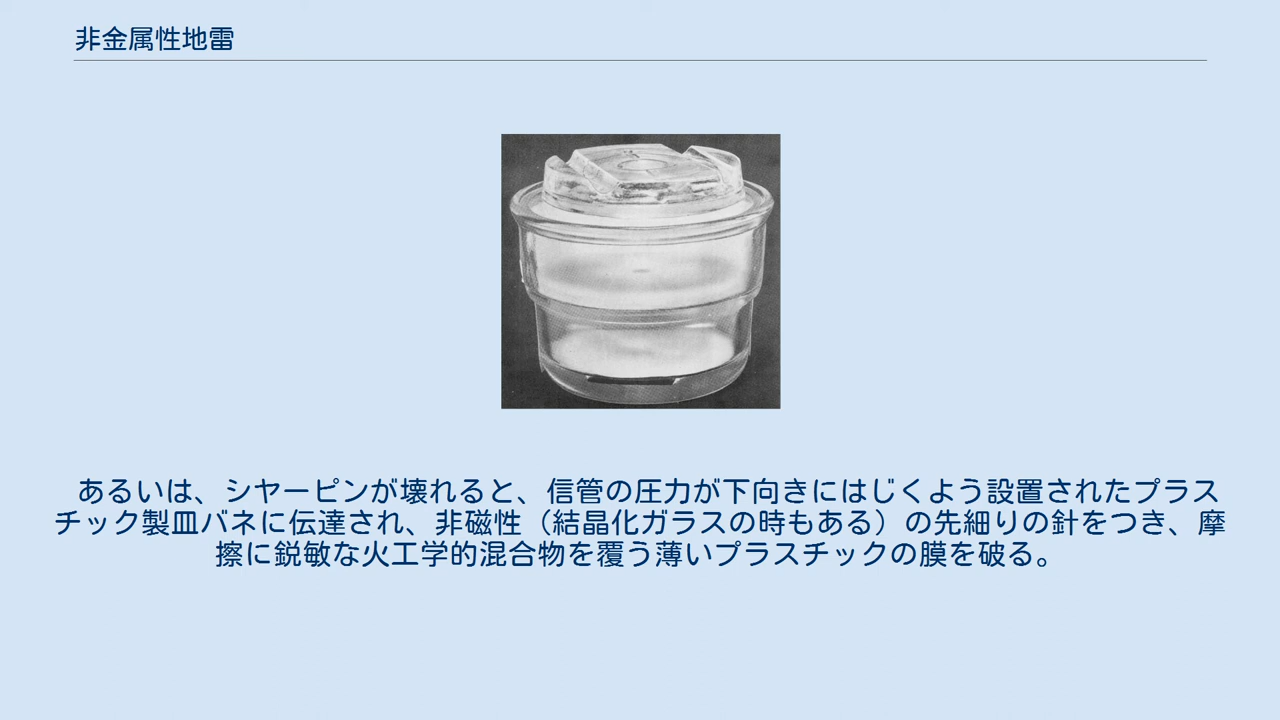 非金属性地雷
あるいは、シヤーピンが壊れると、信管の圧力が下向きにはじくよう設置されたプラス
チック製皿バネに伝達され、非磁性（結晶化ガラスの時もある）の先細りの針をつき、摩
擦に鋭敏な火工学的混合物を覆う薄いプラスチックの膜を破る。